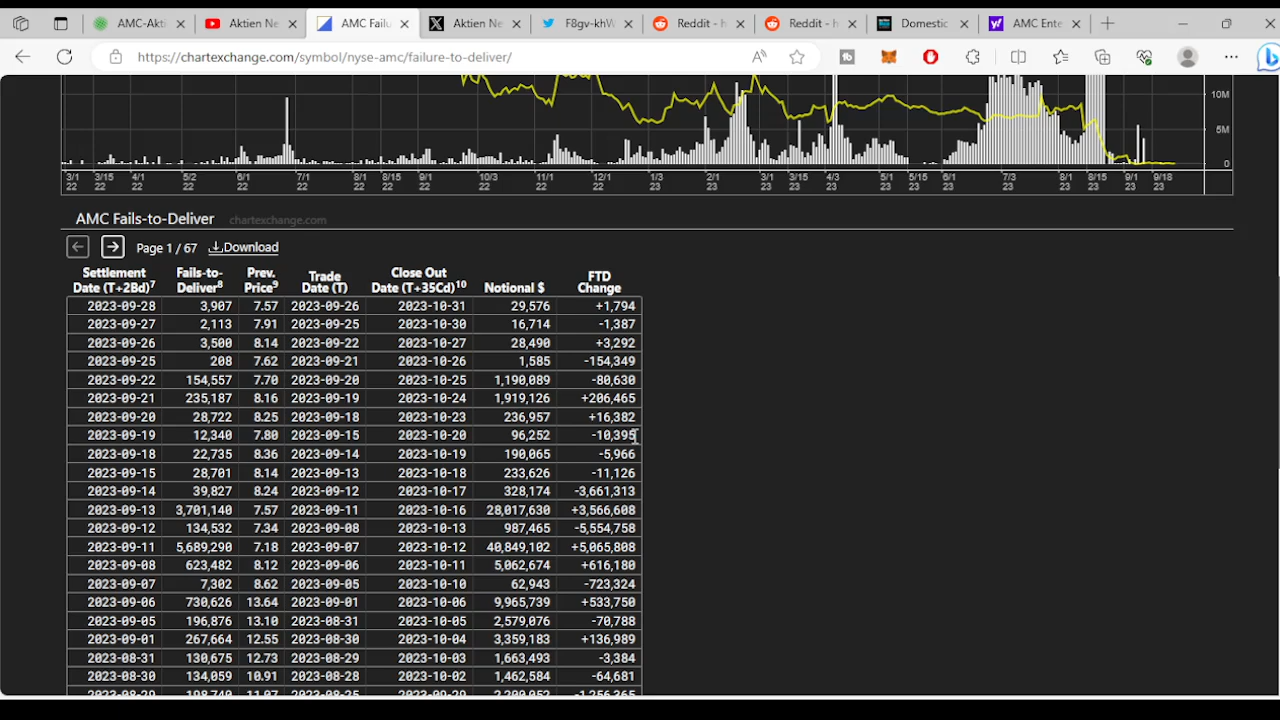 AMC-Akti
Aktien Ne
AMC Failu
Aktien Ne
F8gv-khW
Reddit - h
Reddit - h
Domestic
AMC Ente
https://chartexchange.com/symbol/nyse-amc/failure-to-deliver/
10M
5M
0
3/1 22 3/15 22 4/1 22 5/2 22 6/1 22 7/1 22 8/1 22 8/15 22 9/1 22 10/3 22 11/1 22 12/1 22 1/3 23 2/1 23 3/1 23 3/15 23 4/3 23 5/1 23 5/15 23 6/1 23 7/3 23 8/1 23 8/15 23 9/1 23 9/18 23
AMC Fails-to-Deliver chartexchange.com
Page 1 / 67 Download
Settlement Date (T+2Bd)7 Fails-to-Deliver8 Prev. Price9 Trade Date (T) Close Out Date (T+35Cd)10 Notional $ FTD Change
2023-09-28 3,907 7.57 2023-09-26 2023-10-31 29,576 +1,794
2023-09-27 2,113 7.91 2023-09-25 2023-10-30 16,714 -1,387
2023-09-26 3,500 8.14 2023-09-22 2023-10-27 28,490 +3,292
2023-09-25 208 7.62 2023-09-21 2023-10-26 1,585 -154,349
2023-09-22 154,557 7.70 2023-09-20 2023-10-25 1,190,089 -80,630
2023-09-21 235,187 8.16 2023-09-19 2023-10-24 1,919,126 +206,465
2023-09-20 28,722 8.25 2023-09-18 2023-10-23 236,957 +16,382
2023-09-19 12,340 7.80 2023-09-15 2023-10-20 96,252 -10,395
2023-09-18 22,735 8.36 2023-09-14 2023-10-19 190,065 -5,966
2023-09-15 28,701 8.14 2023-09-13 2023-10-18 233,626 -11,126
2023-09-14 39,827 8.24 2023-09-12 2023-10-17 328,174 -3,661,313
2023-09-13 3,701,140 7.57 2023-09-11 2023-10-16 28,017,630 +3,566,608
2023-09-12 134,532 7.34 2023-09-08 2023-10-13 987,465 -5,554,758
2023-09-11 5,689,290 7.18 2023-09-07 2023-10-12 40,849,102 +5,065,808
2023-09-08 623,482 8.12 2023-09-06 2023-10-11 5,062,674 +616,180
2023-09-07 7,302 8.62 2023-09-05 2023-10-10 62,943 -723,324
2023-09-06 730,626 13.64 2023-09-01 2023-10-06 9,965,739 +533,750
2023-09-05 196,876 13.10 2023-08-31 2023-10-05 2,579,076 -70,788
2023-09-01 267,664 12.55 2023-08-30 2023-10-04 3,359,183 +136,989
2023-08-31 130,675 12.73 2023-08-29 2023-10-03 1,663,493 -3,384
2023-08-30 134,059 10.91 2023-08-28 2023-10-02 1,462,584 -64,681
2023-08-29 198,740 11.07 2023-08-25 2023-09-29 2,200,052 -1,256,365